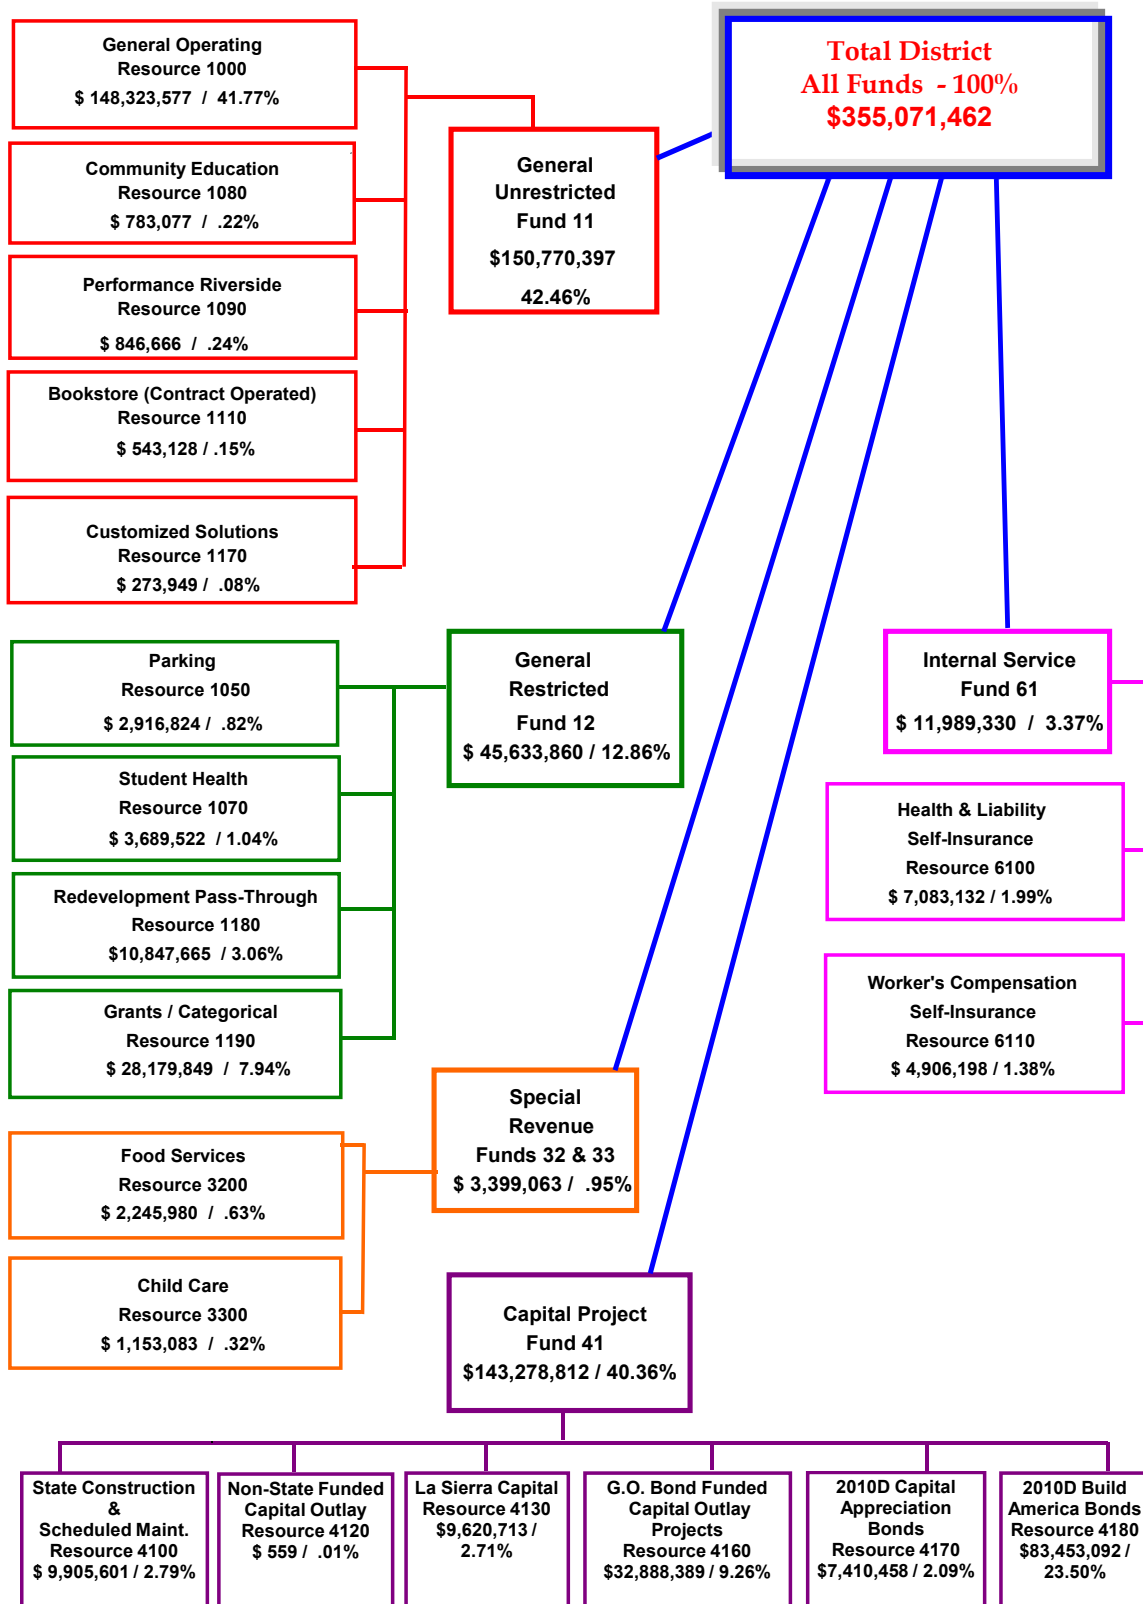 Total District
All Funds - 100%
$355,071,462
General Operating
Resource 1000
$ 148,323,577 / 41.77%
Community Education
Resource 1080
$ 783,077 / .22%
Performance Riverside
Resource 1090
$ 846,666 / .24%
Bookstore (Contract Operated)
Resource 1110
$ 543,128 / .15%
Customized Solutions
Resource 1170
$ 273,949 / .08%
General
Unrestricted
Fund 11
$150,770,397
42.46%
Parking
Resource 1050
$ 2,916,824 / .82%
Student Health
Resource 1070
$ 3,689,522 / 1.04%
Redevelopment Pass-Through
Resource 1180
$10,847,665 / 3.06%
Grants / Categorical
Resource 1190
$ 28,179,849 / 7.94%
General
Restricted
Fund 12
$ 45,633,860 / 12.86%
Internal Service
Fund 61
$ 11,989,330 / 3.37%
Health & Liability
Self-Insurance
Resource 6100
$ 7,083,132 / 1.99%
Worker's Compensation
Self-Insurance
Resource 6110
$ 4,906,198 / 1.38%
Special
Revenue
Funds 32 & 33
$ 3,399,063 / .95%
Food Services
Resource 3200
$ 2,245,980 / .63%
Child Care
Resource 3300
$ 1,153,083 / .32%
Capital Project
Fund 41
$143,278,812 / 40.36%
State Construction
&
Scheduled Maint.
Resource 4100
$ 9,905,601 / 2.79%
Non-State Funded
Capital Outlay
Resource 4120
$ 559 / .01%
La Sierra Capital
Resource 4130
$9,620,713 /
2.71%
G.O. Bond Funded
Capital Outlay
Projects
Resource 4160
$32,888,389 / 9.26%
2010D Capital
Appreciation
Bonds
Resource 4170
$7,410,458 / 2.09%
2010D Build
America Bonds
Resource 4180
$83,453,092 /
23.50%